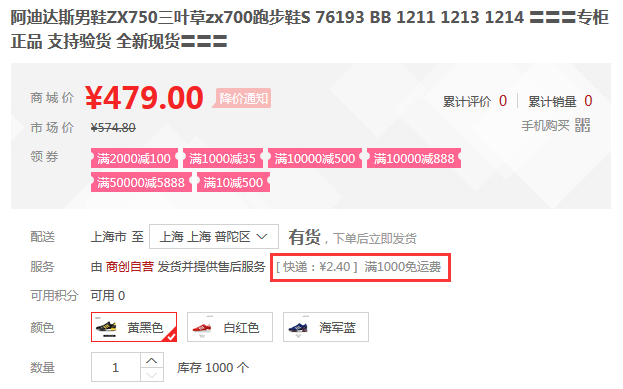 阿迪达斯男鞋ZX750三叶草zx700跑步鞋S 76193 BB 1211 1213 1214 〓〓〓专柜
正品 支持验货 全新现货〓〓〓
商城价 ¥479.00 降价通知 累计评价 0 累计销量 0
市场价 ¥574.80 手机购买
领券 满2000减100 满1000减35 满10000减500 满10000减888
满50000减5888 满10减500
配送 上海市 至 上海 上海 普陀区 有货，下单后立即发货
服务 由 商创自营 发货并提供售后服务 [ 快递：¥2.40 ] 满1000免运费
可用积分 可用 0
颜色 黄黑色 白红色 海军蓝
数量 1 库存 1000 个